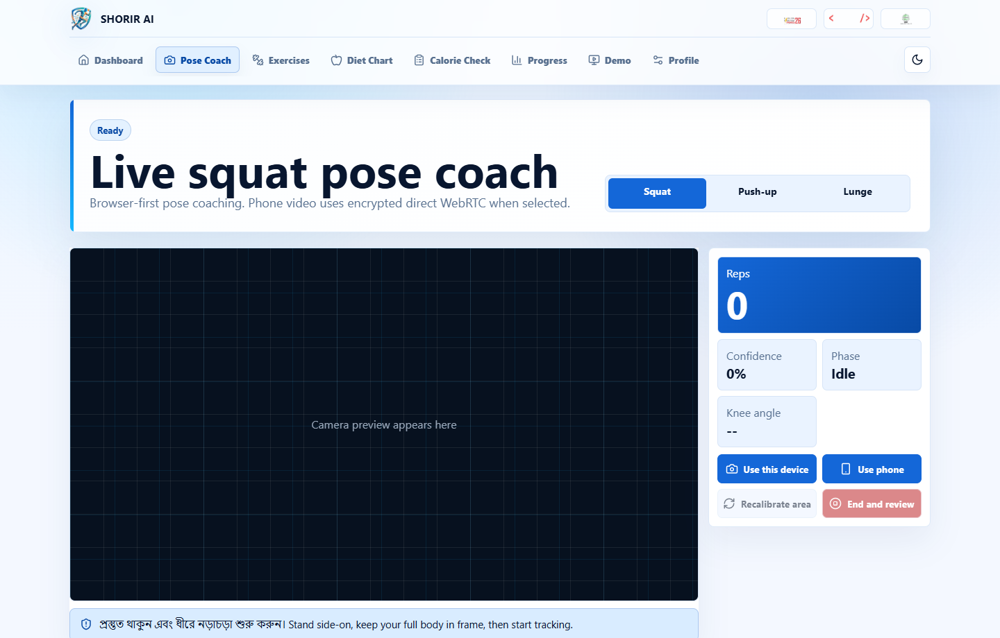 SHORIR AI
26
< />
Dashboard
Pose Coach
Exercises
Diet Chart
Calorie Check
Progress
Demo
Profile
Ready
Live squat pose coach
Browser-first pose coaching. Phone video uses encrypted direct WebRTC when selected.
Squat
Push-up
Lunge
Reps
0
Confidence
0%
Phase
Idle
Knee angle
--
Camera preview appears here
Use this device
Use phone
Recalibrate area
End and review
প্রস্তুত থাকুন এবং ধীরে নড়াচড়া শুরু করুন। Stand side-on, keep your full body in frame, then start tracking.